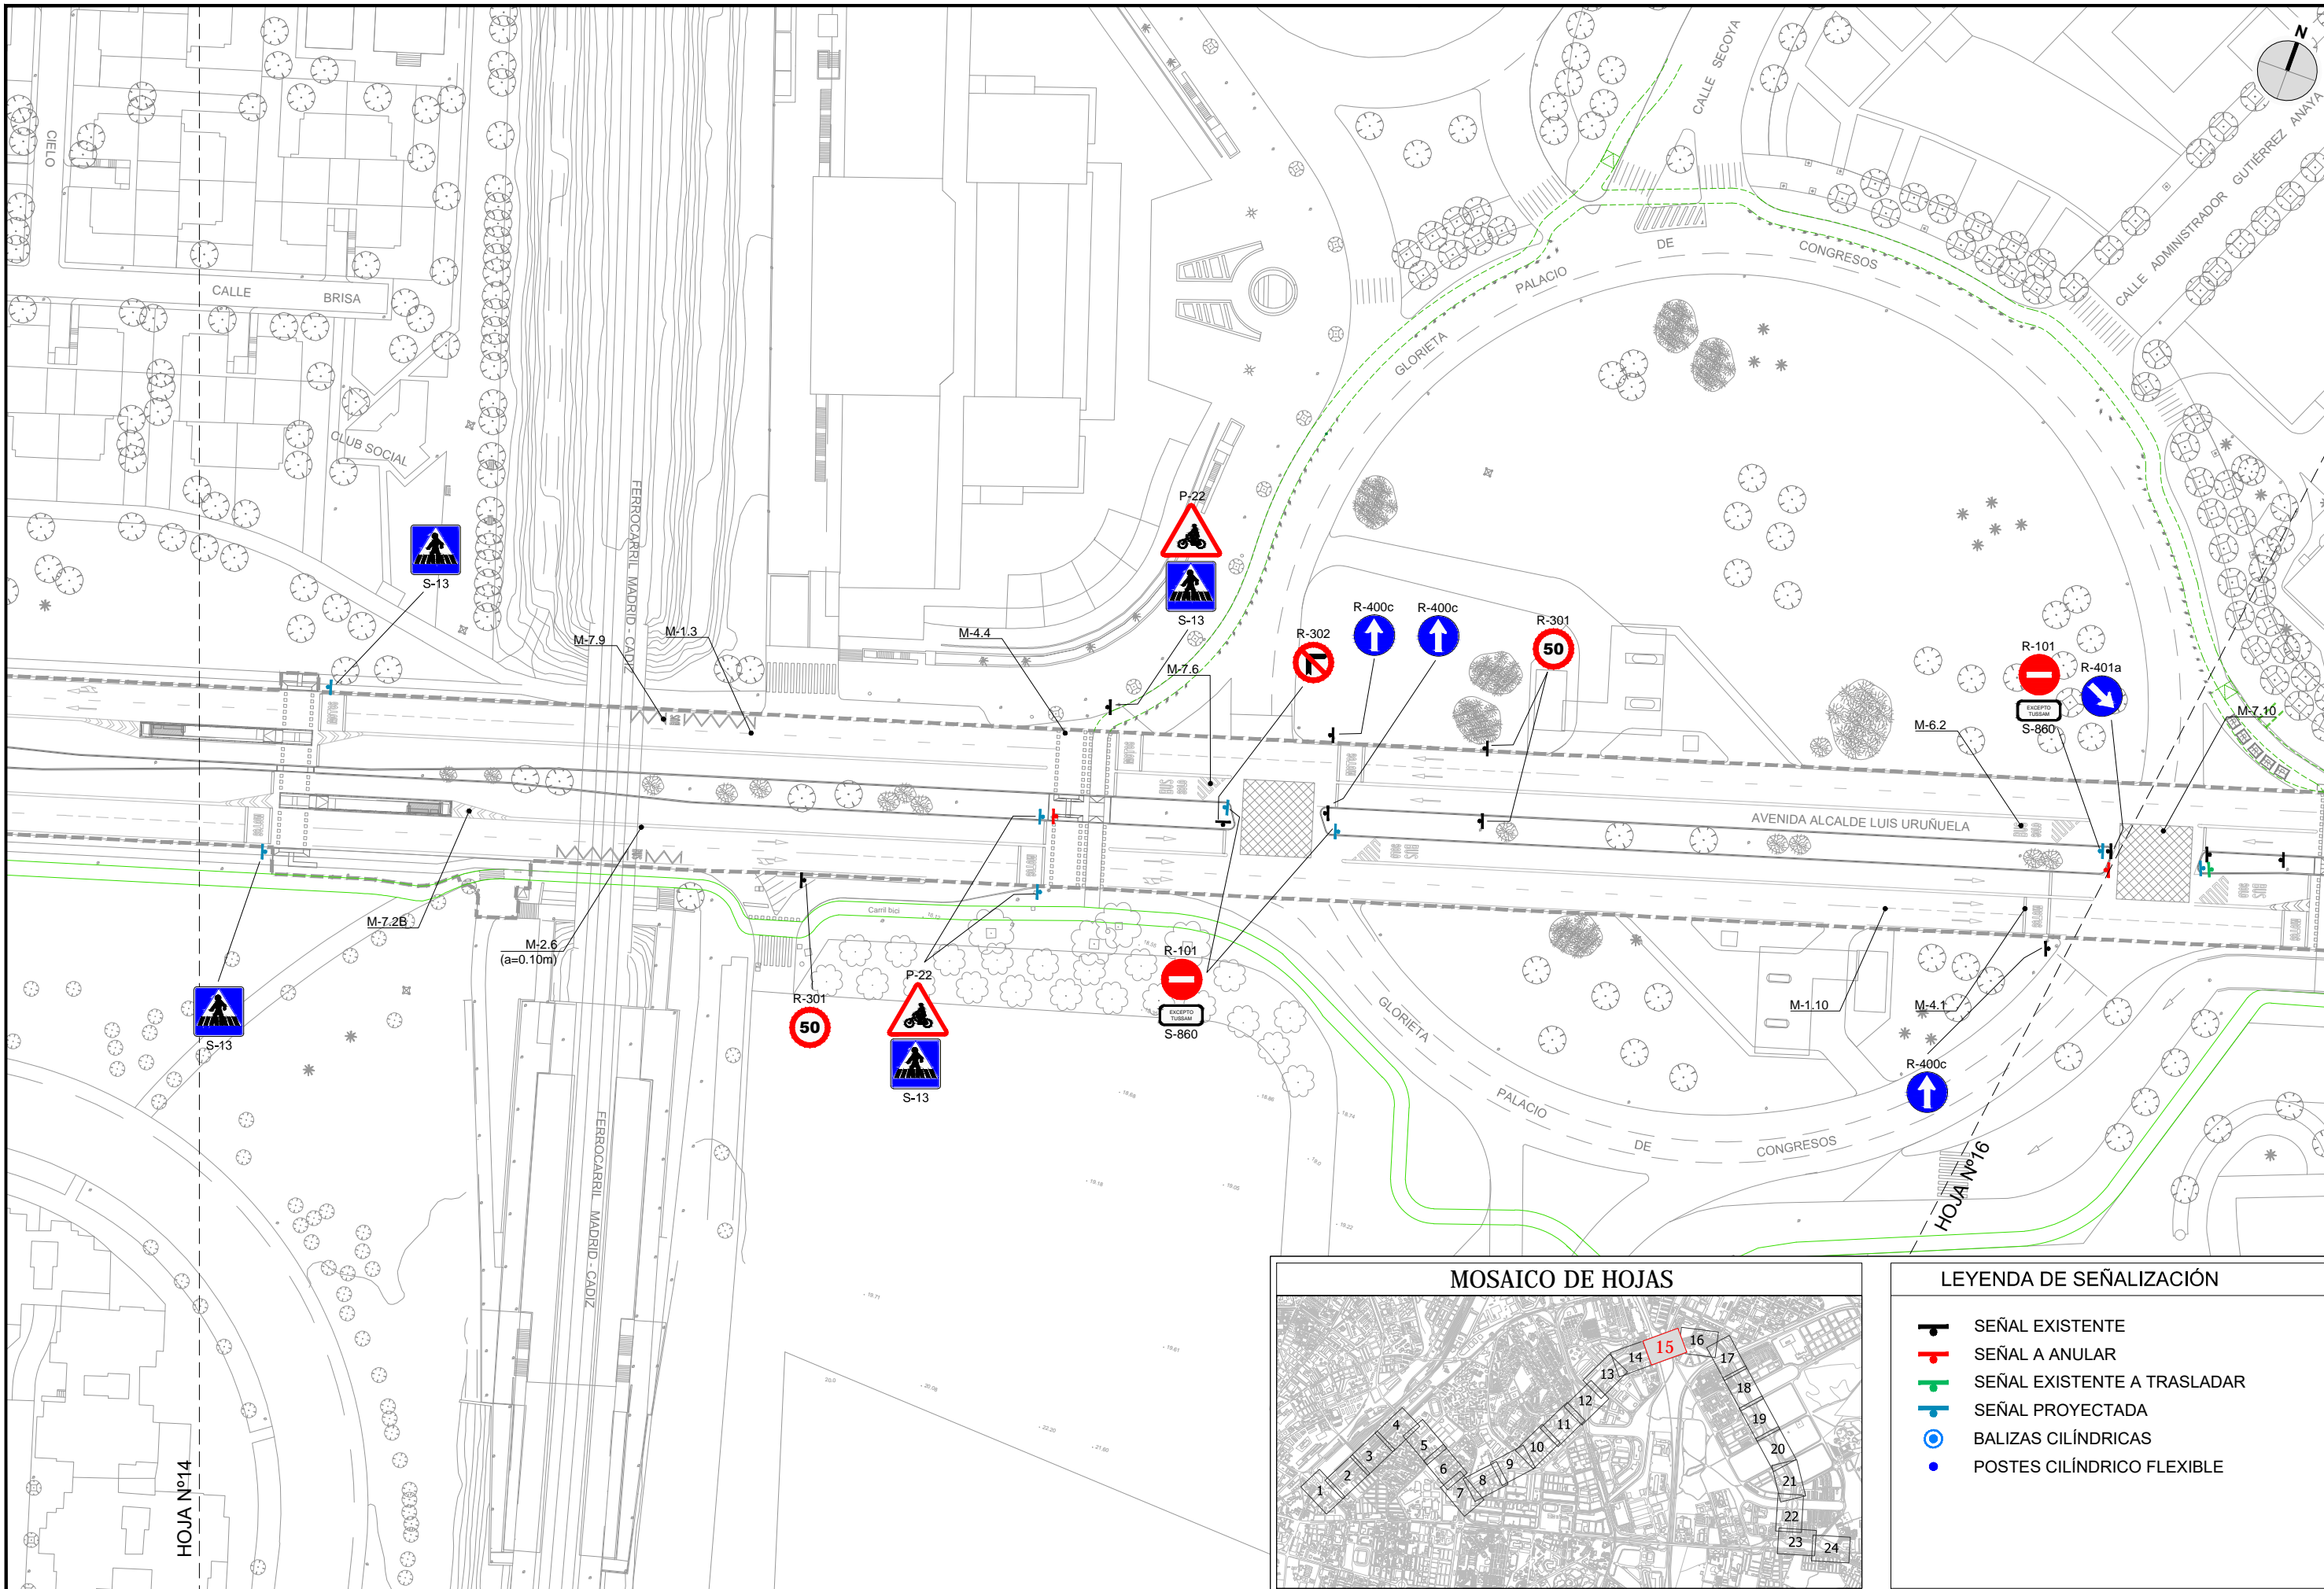 N
CIELO
CALLE SECOYA
CALLE ADMINISTRADOR GUTIÉRREZ ANAYA
CALLE BRISA
CLUB SOCIAL
GLORIETA PALACIO DE CONGRESOS
FERROCARRIL MADRID - CADIZ
P-22
S-13
S-13
M-7.9
M-1.3
M-4.4
M-7.6
R-302
R-400c
R-400c
R-301
50
R-101
EXCEPTO
TUSSAM
S-860
R-401a
M-6.2
M-7.10
AVENIDA ALCALDE LUIS URUÑUELA
BUS
SOLO
M-7.2B
M-2.6
(a=0.10m)
Carril bici
S-13
R-301
50
P-22
S-13
R-101
EXCEPTO
TUSSAM
S-860
M-1.10
M-4.1
R-400c
GLORIETA PALACIO DE CONGRESOS
FERROCARRIL MADRID - CADIZ
HOJA Nº14
HOJA Nº16
MOSAICO DE HOJAS
1
2
3
4
5
6
7
8
9
10
11
12
13
14
15
16
17
18
19
20
21
22
23
24
LEYENDA DE SEÑALIZACIÓN
SEÑAL EXISTENTE
SEÑAL A ANULAR
SEÑAL EXISTENTE A TRASLADAR
SEÑAL PROYECTADA
BALIZAS CILÍNDRICAS
POSTES CILÍNDRICO FLEXIBLE